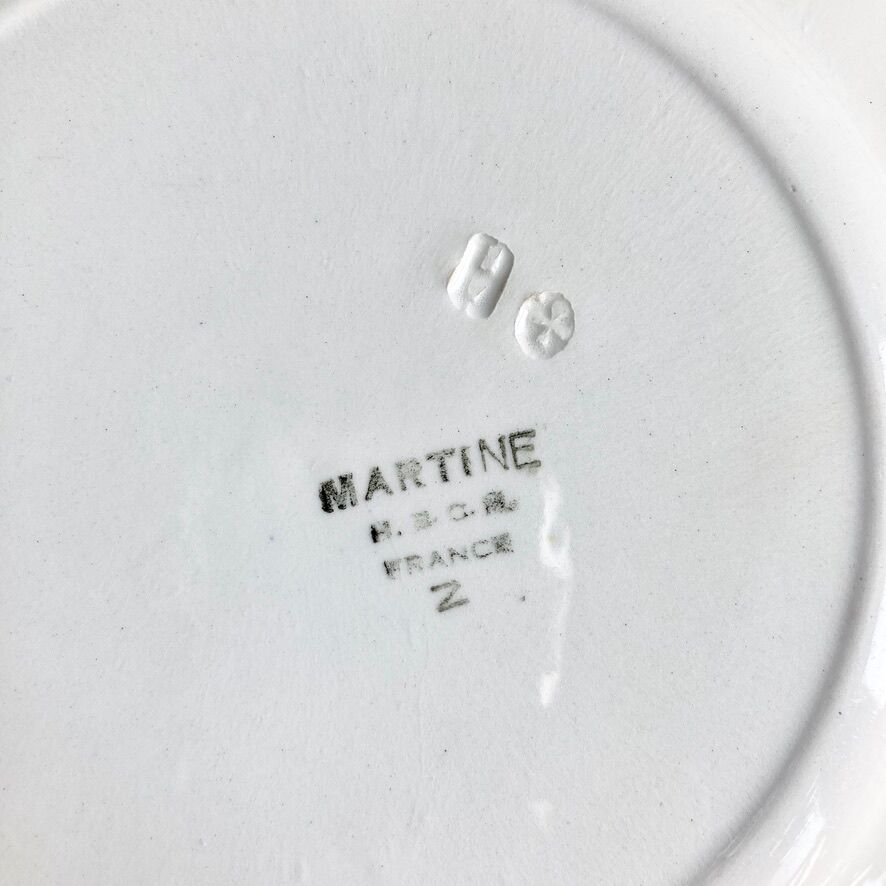 H
MARTINE
H. B. C. M.
FRANCE
Z